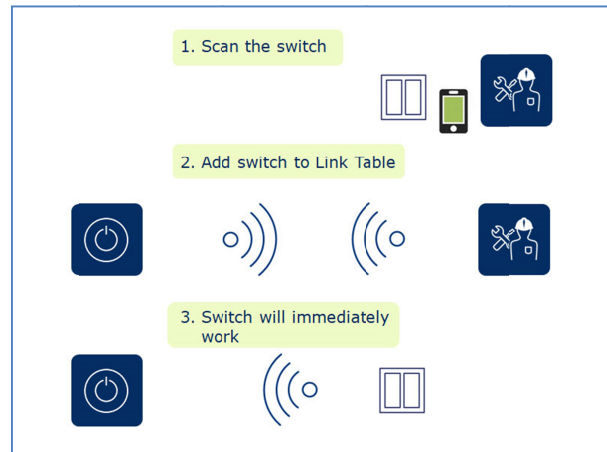 1. Scan the switch
2. Add switch to Link Table
3. Switch will immediately
work